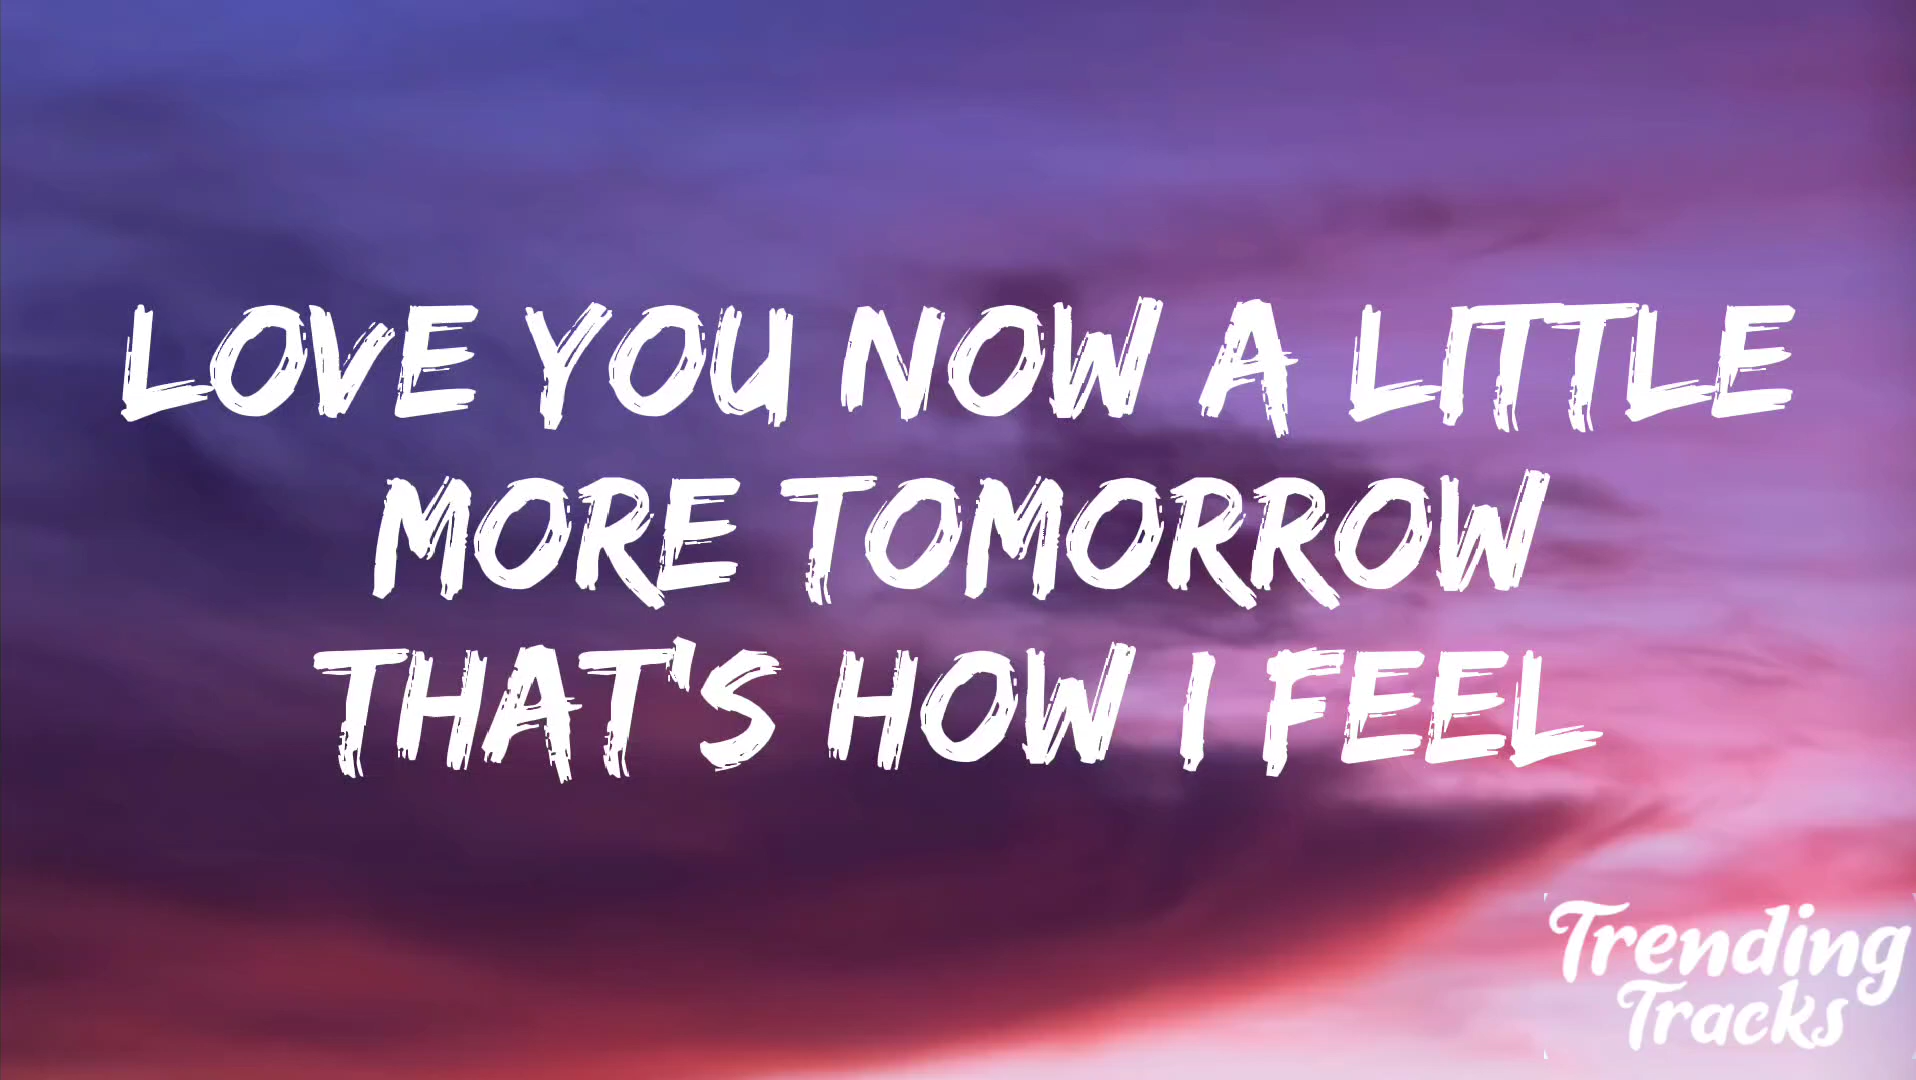 LOVE YOU NOW A LITTLE
MORE TOMORROW
THAT'S HOW I FEEL
Trending
Tracks